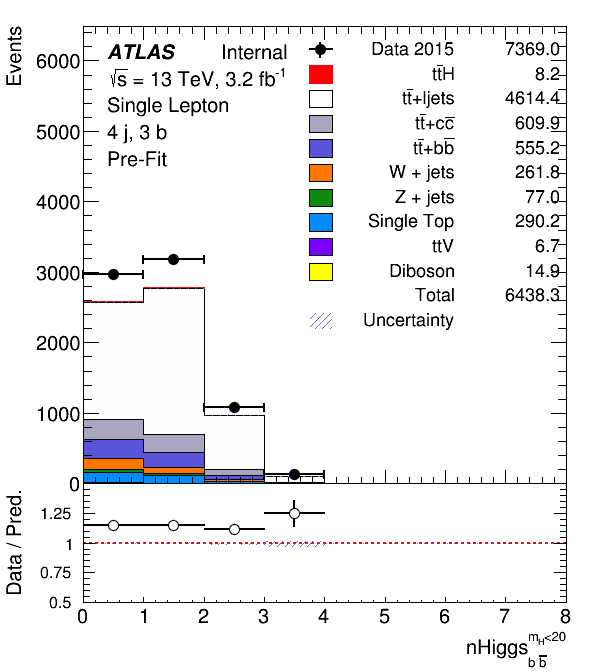 Events
6000
5000
4000
3000
2000
1000
0
ATLAS Internal
√s = 13 TeV, 3.2 fb⁻¹
Single Lepton
4 j, 3 b
Pre-Fit
Data 2015 7369.0
tt̄H 8.2
tt̄+ljets 4614.4
tt̄+cc̄ 609.9
tt̄+bb̄ 555.2
W + jets 261.8
Z + jets 77.0
Single Top 290.2
ttV 6.7
Diboson 14.9
Total 6438.3
Uncertainty
Data / Pred.
1.25
1
0.75
0.5
0 1 2 3 4 5 6 7 8
nHiggs_{bb̄}^{m_H<20}